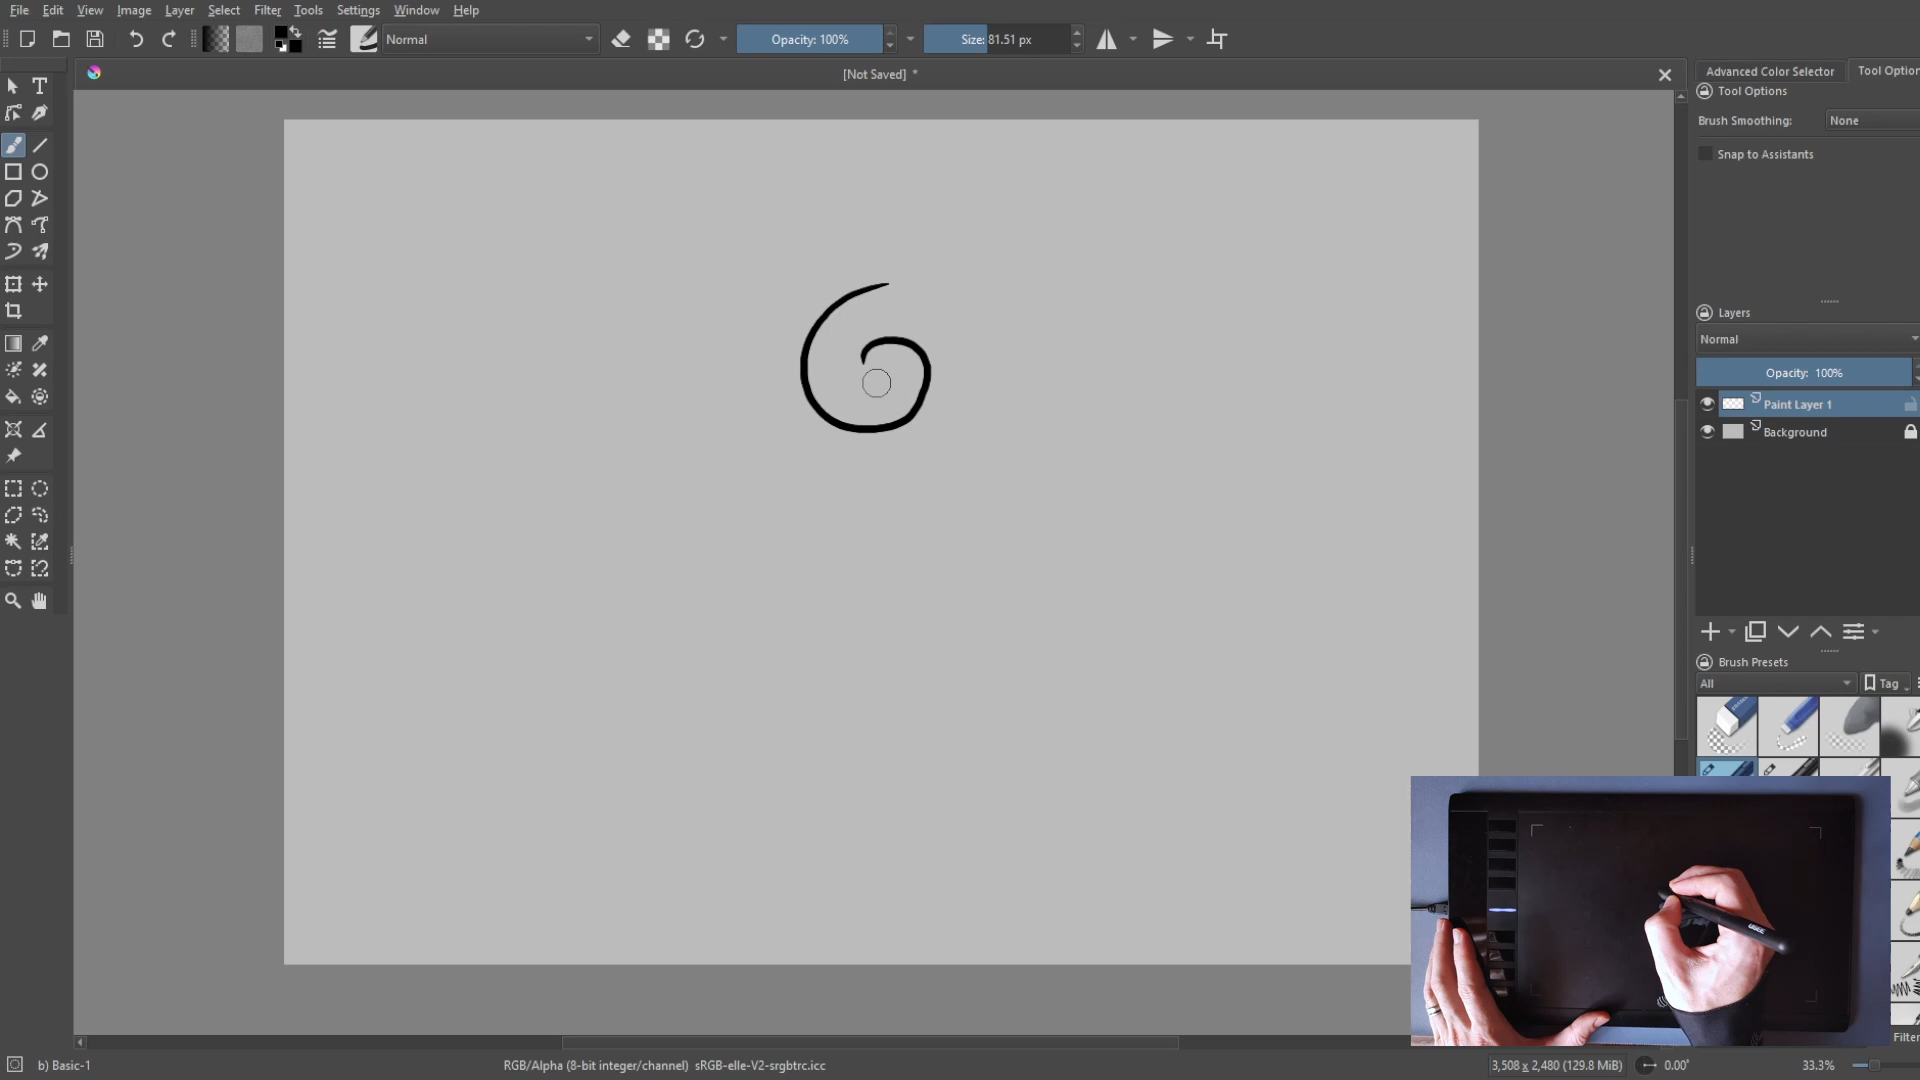 File Edit View Image Layer Select Filter Tools Settings Window Help
Normal
Opacity: 100%
Size: 81.51 px
[Not Saved] *
Advanced Color Selector
Tool Option
Tool Options
Brush Smoothing: None
Snap to Assistants
Layers
Normal
Opacity: 100%
Paint Layer 1
Background
Brush Presets
All
Tag
UGEE
Filter
b) Basic-1
RGB/Alpha (8-bit integer/channel) sRGB-elle-V2-srgbtrc.icc
3,508 x 2,480 (129.8 MiB)
0.00°
33.3%